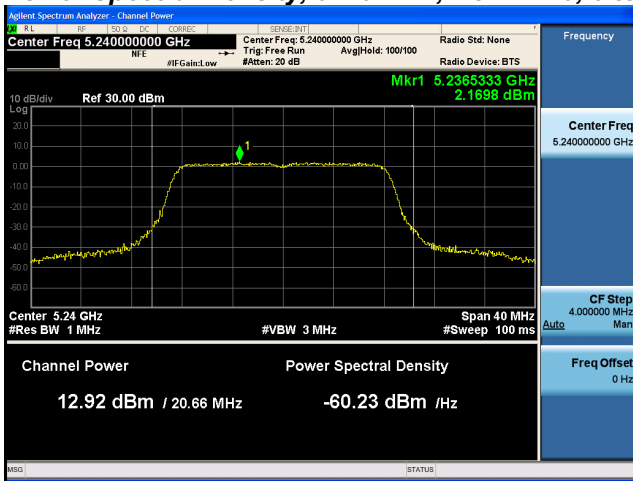 Agilent Spectrum Analyzer - Channel Power
RL RF 50 Ω DC CORREC SENSE:INT
Center Freq 5.240000000 GHz
NFE
#IFGain:Low
Center Freq: 5.240000000 GHz
Trig: Free Run Avg|Hold: 100/100
#Atten: 20 dB
Radio Std: None
Radio Device: BTS
Mkr1 5.2365333 GHz
2.1698 dBm
10 dB/div Ref 30.00 dBm
Log
20.0
10.0
0.00
-10.0
-20.0
-30.0
-40.0
-50.0
-60.0
1
Center 5.24 GHz Span 40 MHz
#Res BW 1 MHz #VBW 3 MHz #Sweep 100 ms
Channel Power Power Spectral Density
12.92 dBm / 20.66 MHz -60.23 dBm /Hz
MSG STATUS
Frequency
Center Freq
5.240000000 GHz
CF Step
4.000000 MHz
Auto Man
Freq Offset
0 Hz